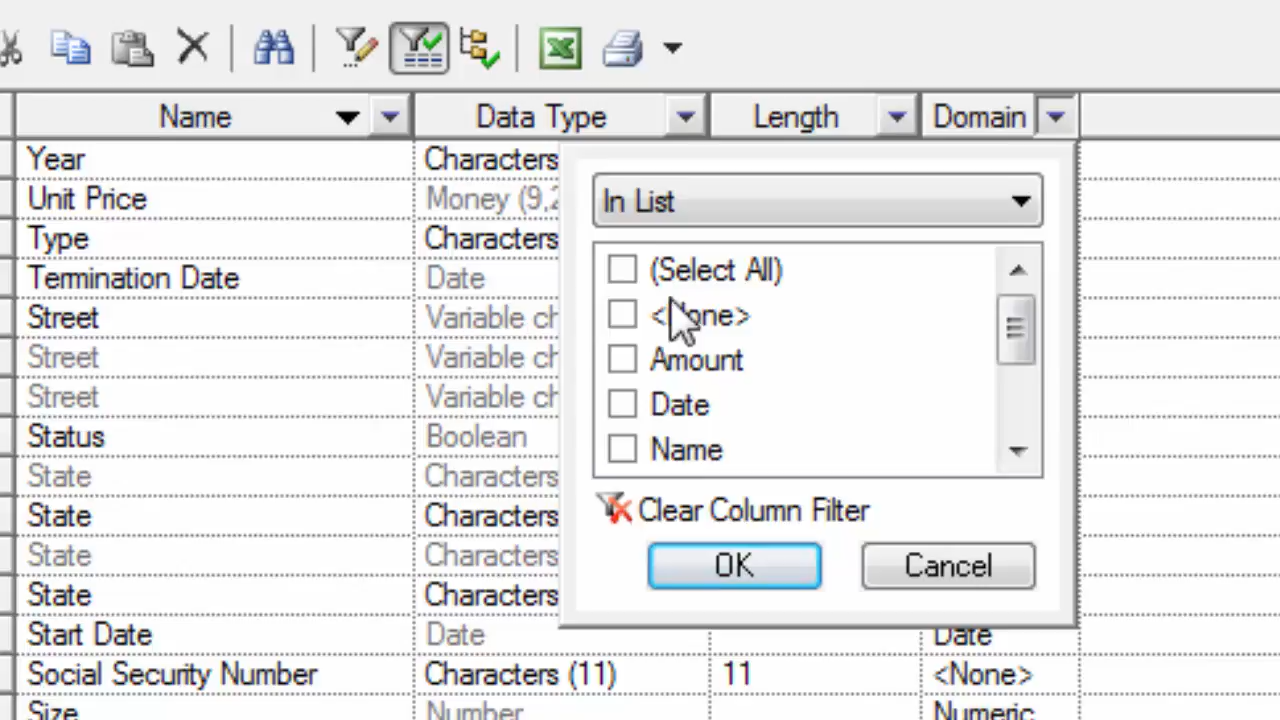 Name Data Type Length Domain
Year Characters
Unit Price Money (9,2
Type Characters
Termination Date Date
Street Variable ch
Street Variable ch
Street Variable ch
Status Boolean
State Characters
State Characters
State Characters
State Characters
Start Date Date Date
Social Security Number Characters (11) 11 <None>
Size Number Numeric
In List
(Select All)
<None>
Amount
Date
Name
Clear Column Filter
OK Cancel